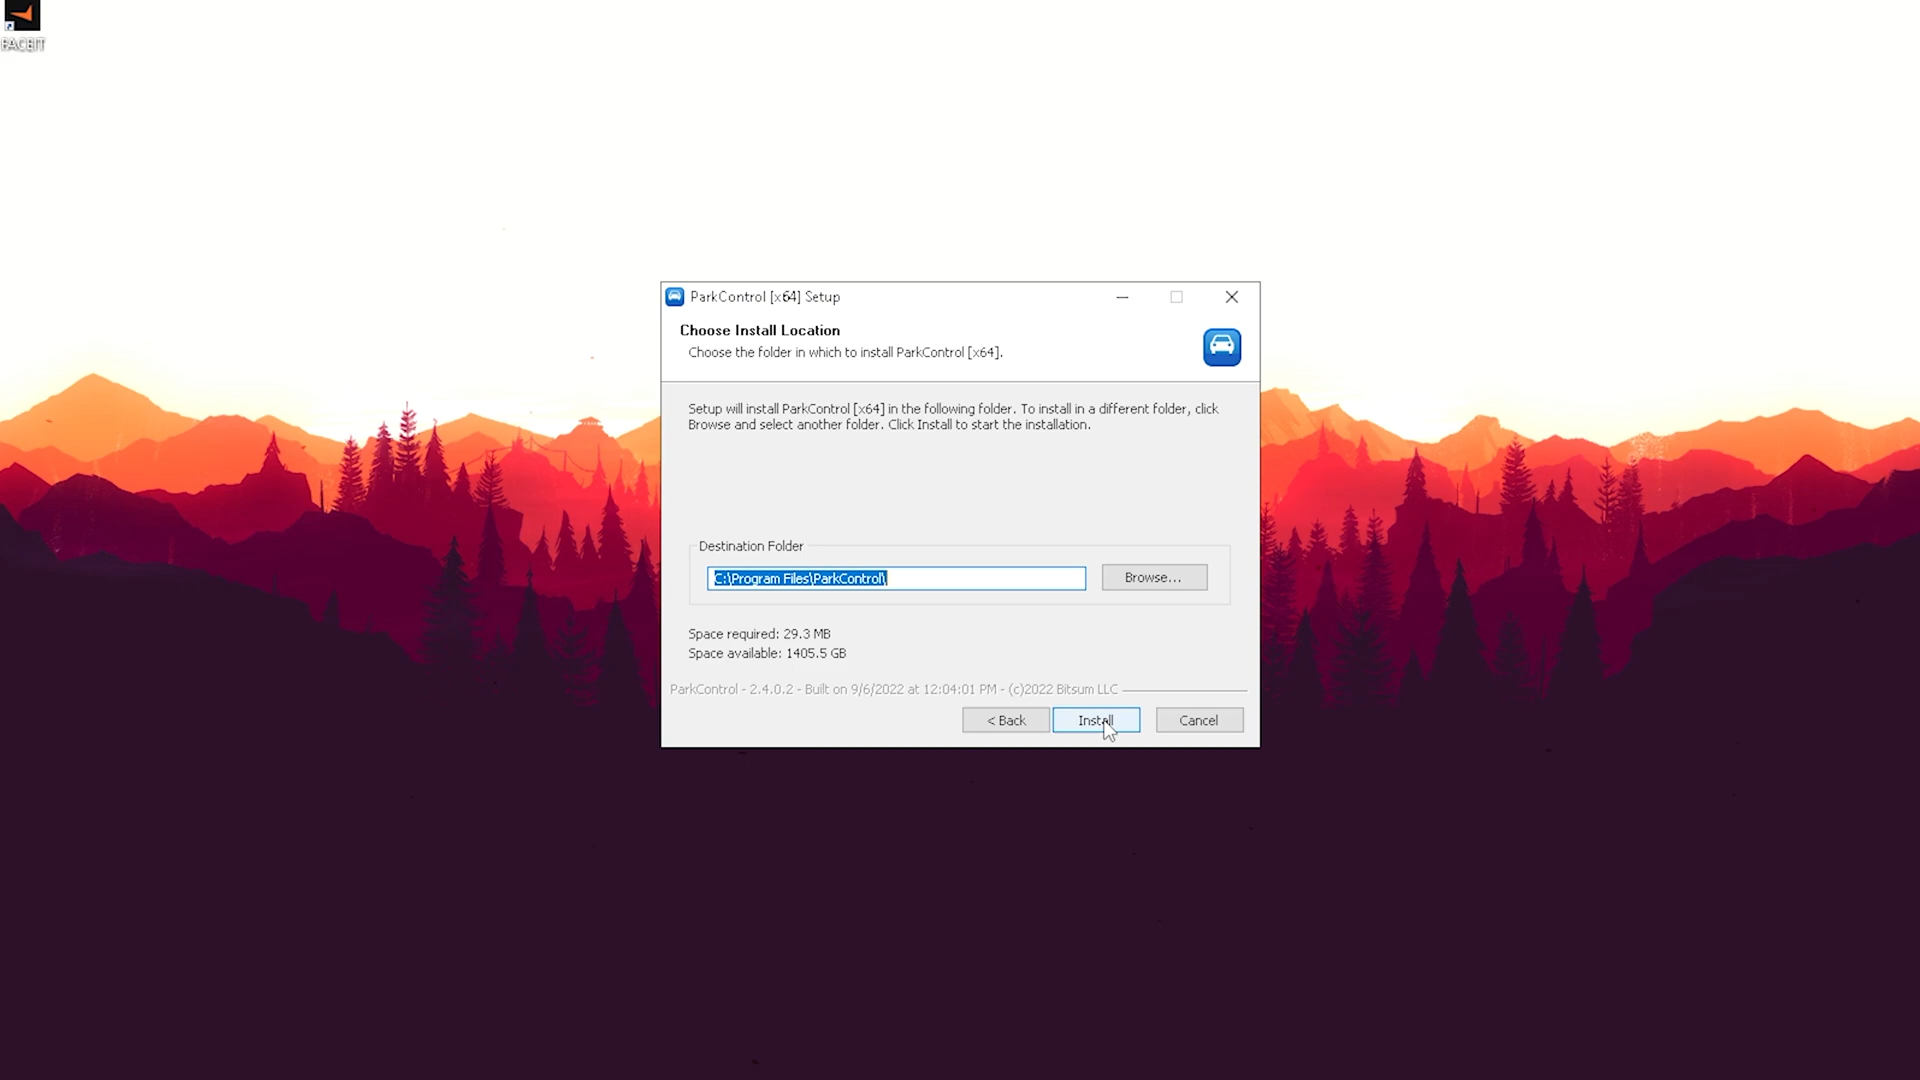 FACEIT
ParkControl [x64] Setup
Choose Install Location
Choose the folder in which to install ParkControl [x64].
Setup will install ParkControl [x64] in the following folder. To install in a different folder, click
Browse and select another folder. Click Install to start the installation.
Destination Folder
C:\Program Files\ParkControl\
Browse...
Space required: 29.3 MB
Space available: 1405.5 GB
ParkControl - 2.4.0.2 - Built on 9/6/2022 at 12:04:01 PM - (c)2022 Bitsum LLC
< Back
Install
Cancel